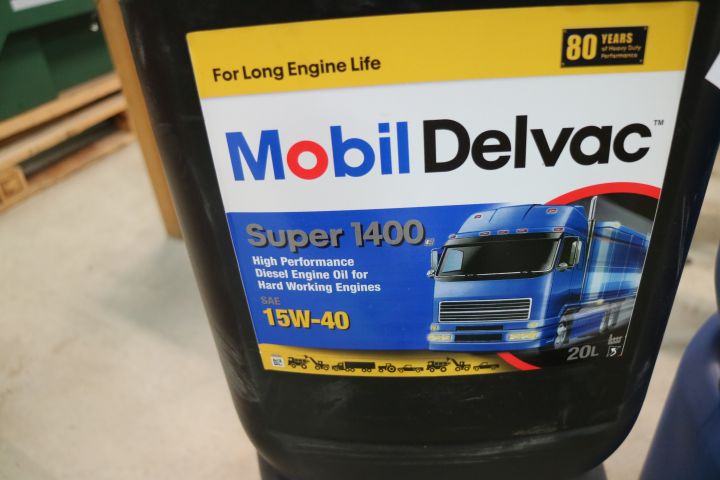 For Long Engine Life
80 YEARS
of Heavy Duty
Performance
Mobil Delvac™
Super 1400
High Performance
Diesel Engine Oil for
Hard Working Engines
SAE
15W-40
20L